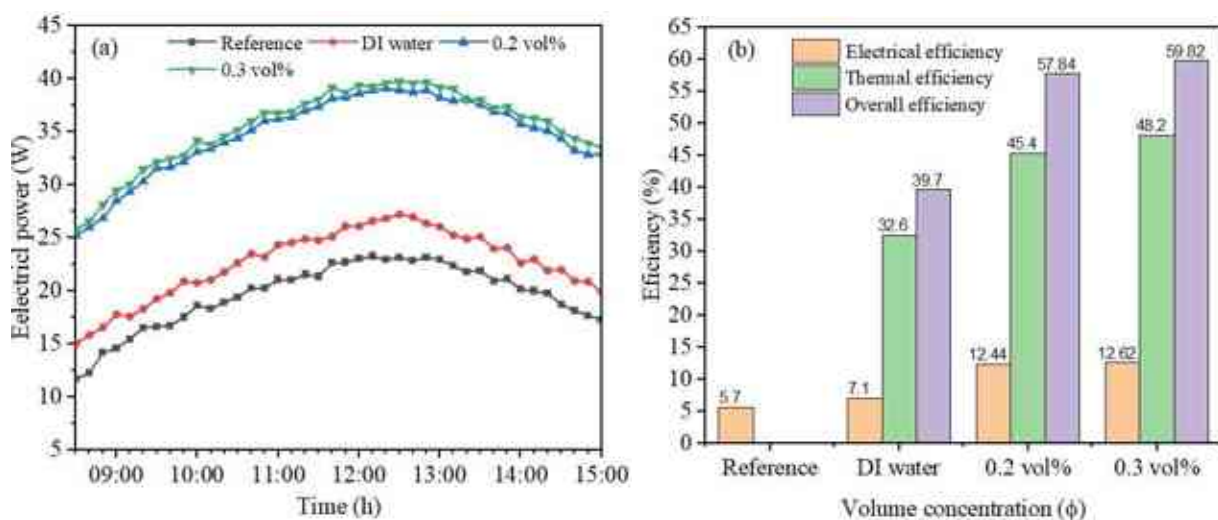 (a)
Reference DI water 0.2 vol%
0.3 vol%
45
40
35
30
25
20
15
10
5
Eelectricl power (W)
09:00 10:00 11:00 12:00 13:00 14:00 15:00
Time (h)
(b)
Electrical efficiency
Thermal efficiency
Overall efficiency
65
60
55
50
45
40
35
30
25
20
15
10
5
0
Eficiency (%)
5.7
7.1
32.6
39.7
12.44
45.4
57.84
12.62
48.2
59.82
Reference DI water 0.2 vol% 0.3 vol%
Volume concentration (ϕ)